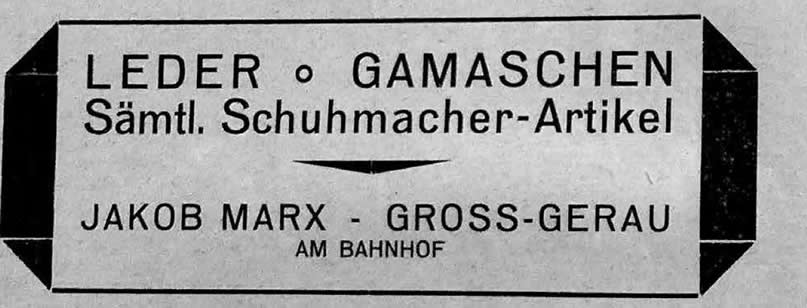 LEDER o GAMASCHEN
Sämtl. Schuhmacher-Artikel
JAKOB MARX - GROSS-GERAU
AM BAHNHOF